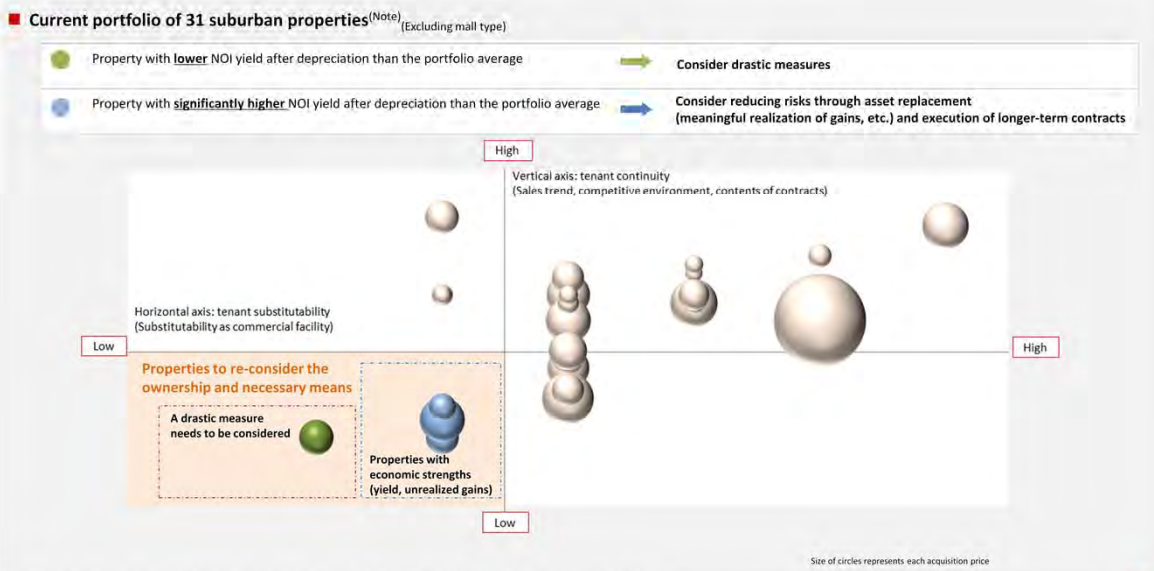 Current portfolio of 31 suburban properties(Note)(Excluding mall type)
Property with lower NOI yield after depreciation than the portfolio average
Consider drastic measures
Property with significantly higher NOI yield after depreciation than the portfolio average
Consider reducing risks through asset replacement
(meaningful realization of gains, etc.) and execution of longer-term contracts
High
Vertical axis: tenant continuity
(Sales trend, competitive environment, contents of contracts)
Horizontal axis: tenant substitutability
(Substitutability as commercial facility)
Low
High
Properties to re-consider the
ownership and necessary means
A drastic measure
needs to be considered
Properties with
economic strengths
(yield, unrealized gains)
Low
Size of circles represents each acquisition price